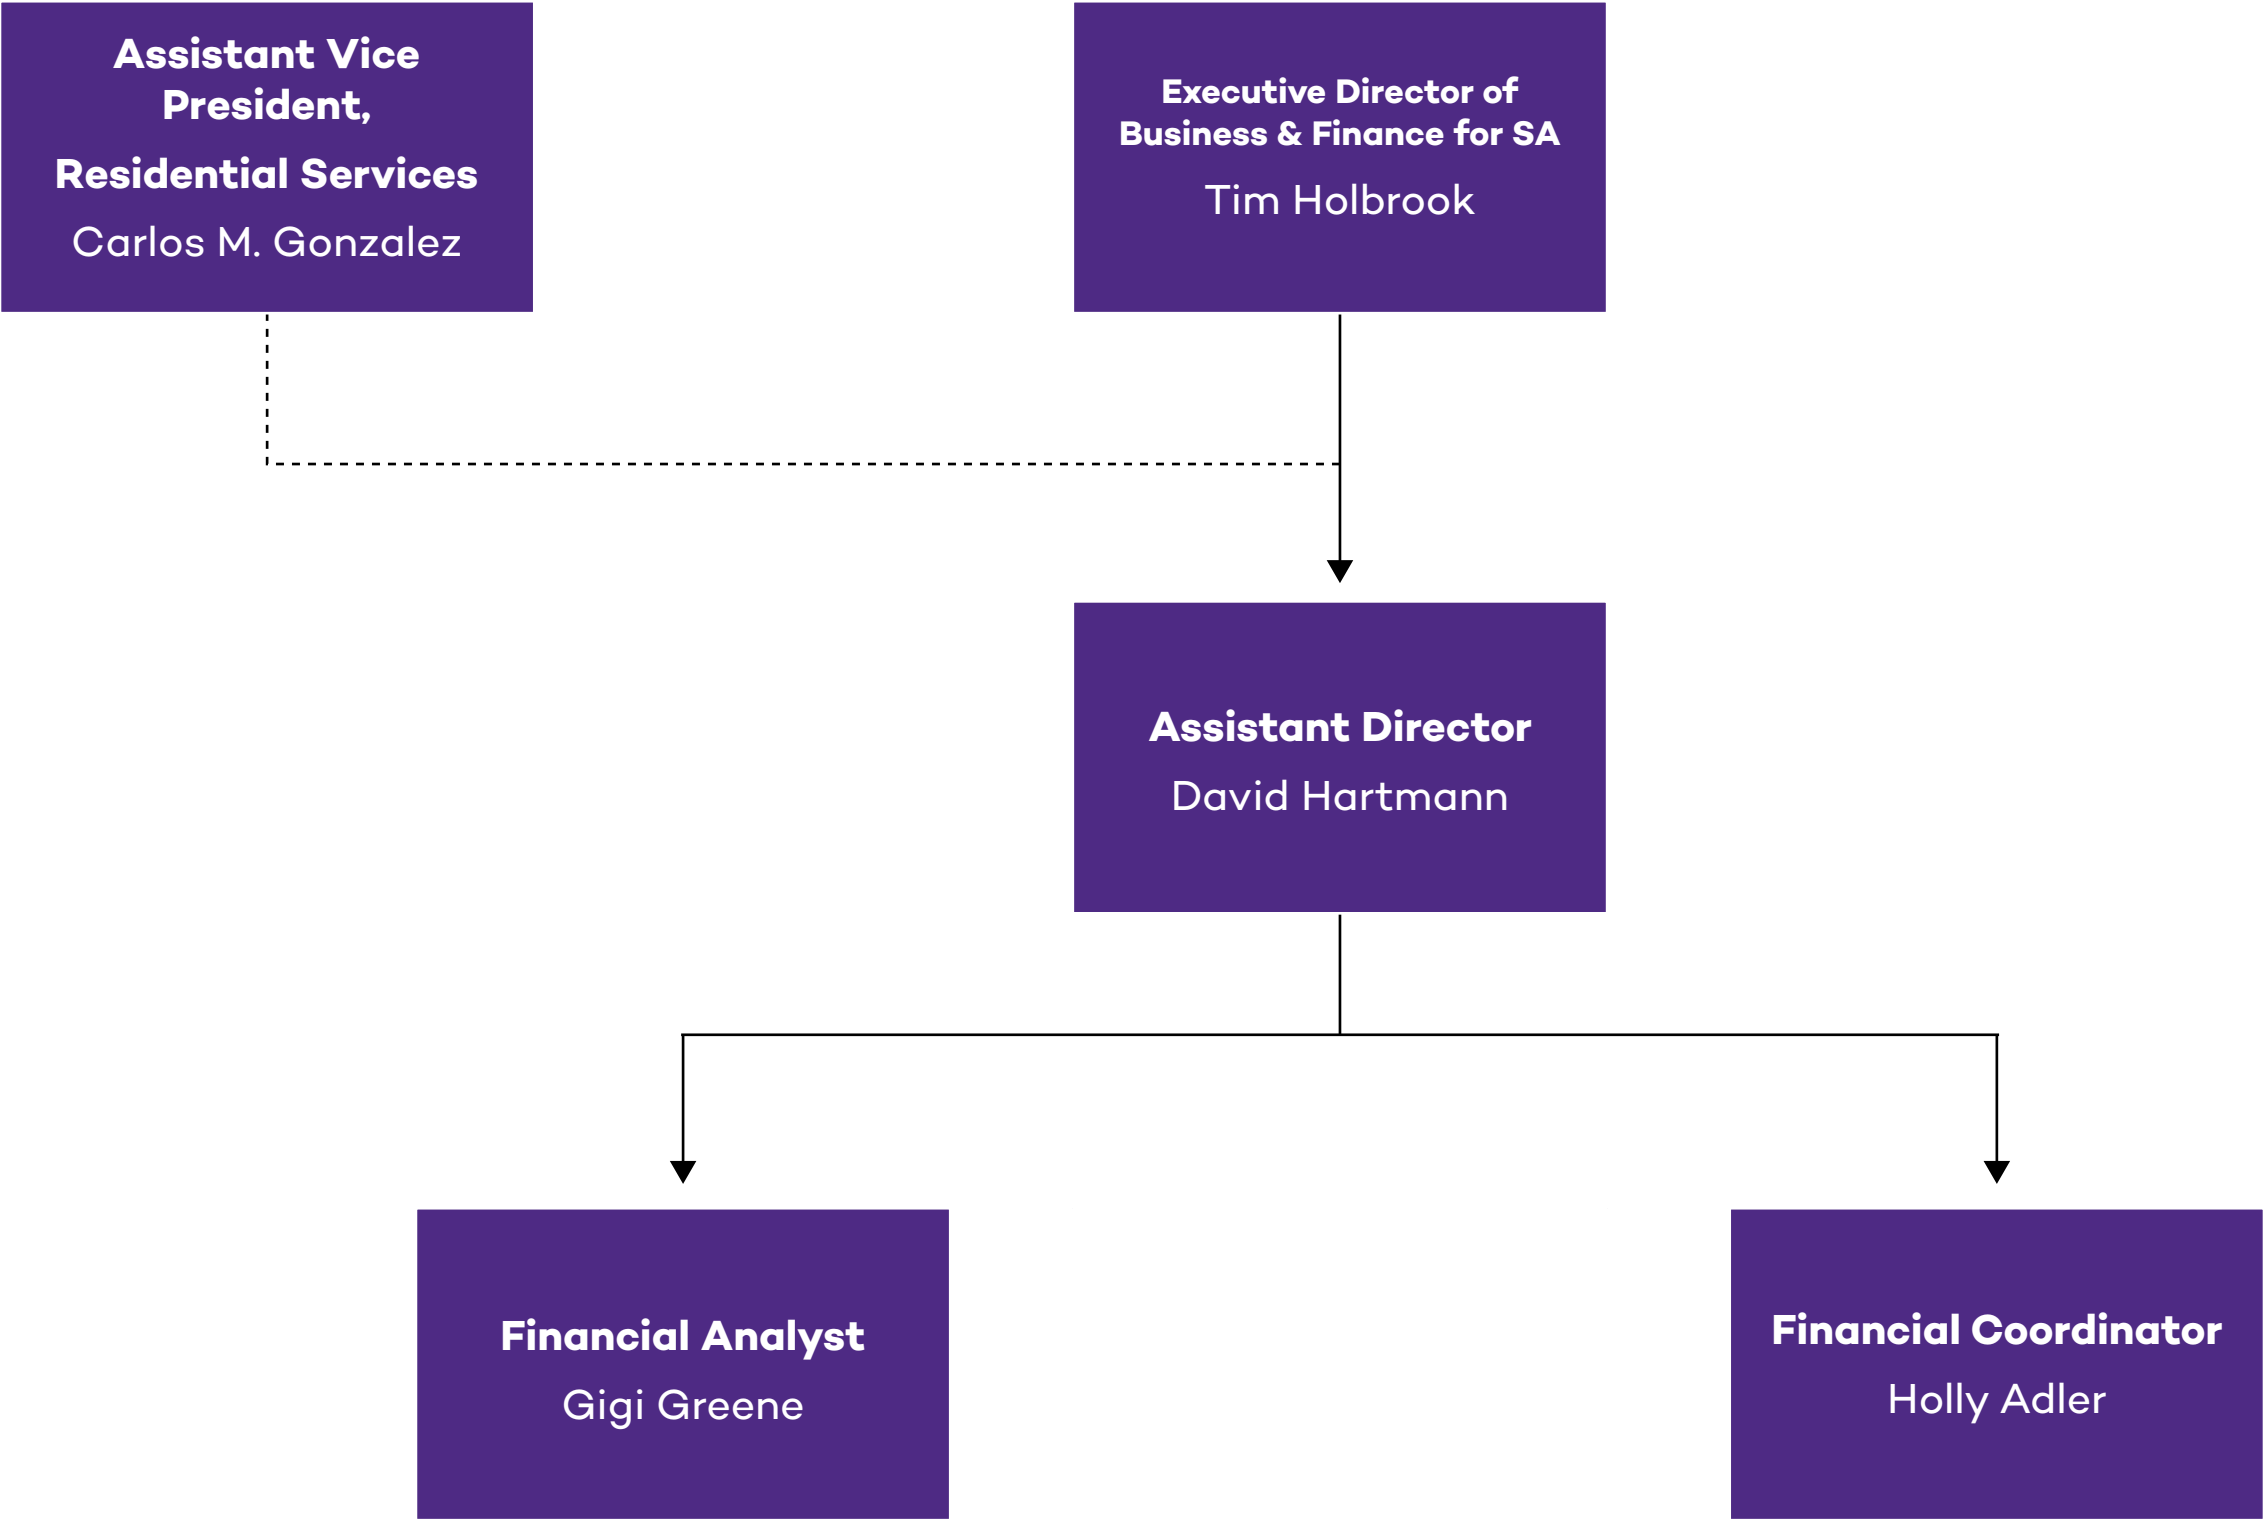 Assistant Vice
President,
Residential Services
Carlos M. Gonzalez
Executive Director of
Business & Finance for SA
Tim Holbrook
Assistant Director
David Hartmann
Financial Analyst
Gigi Greene
Financial Coordinator
Holly Adler